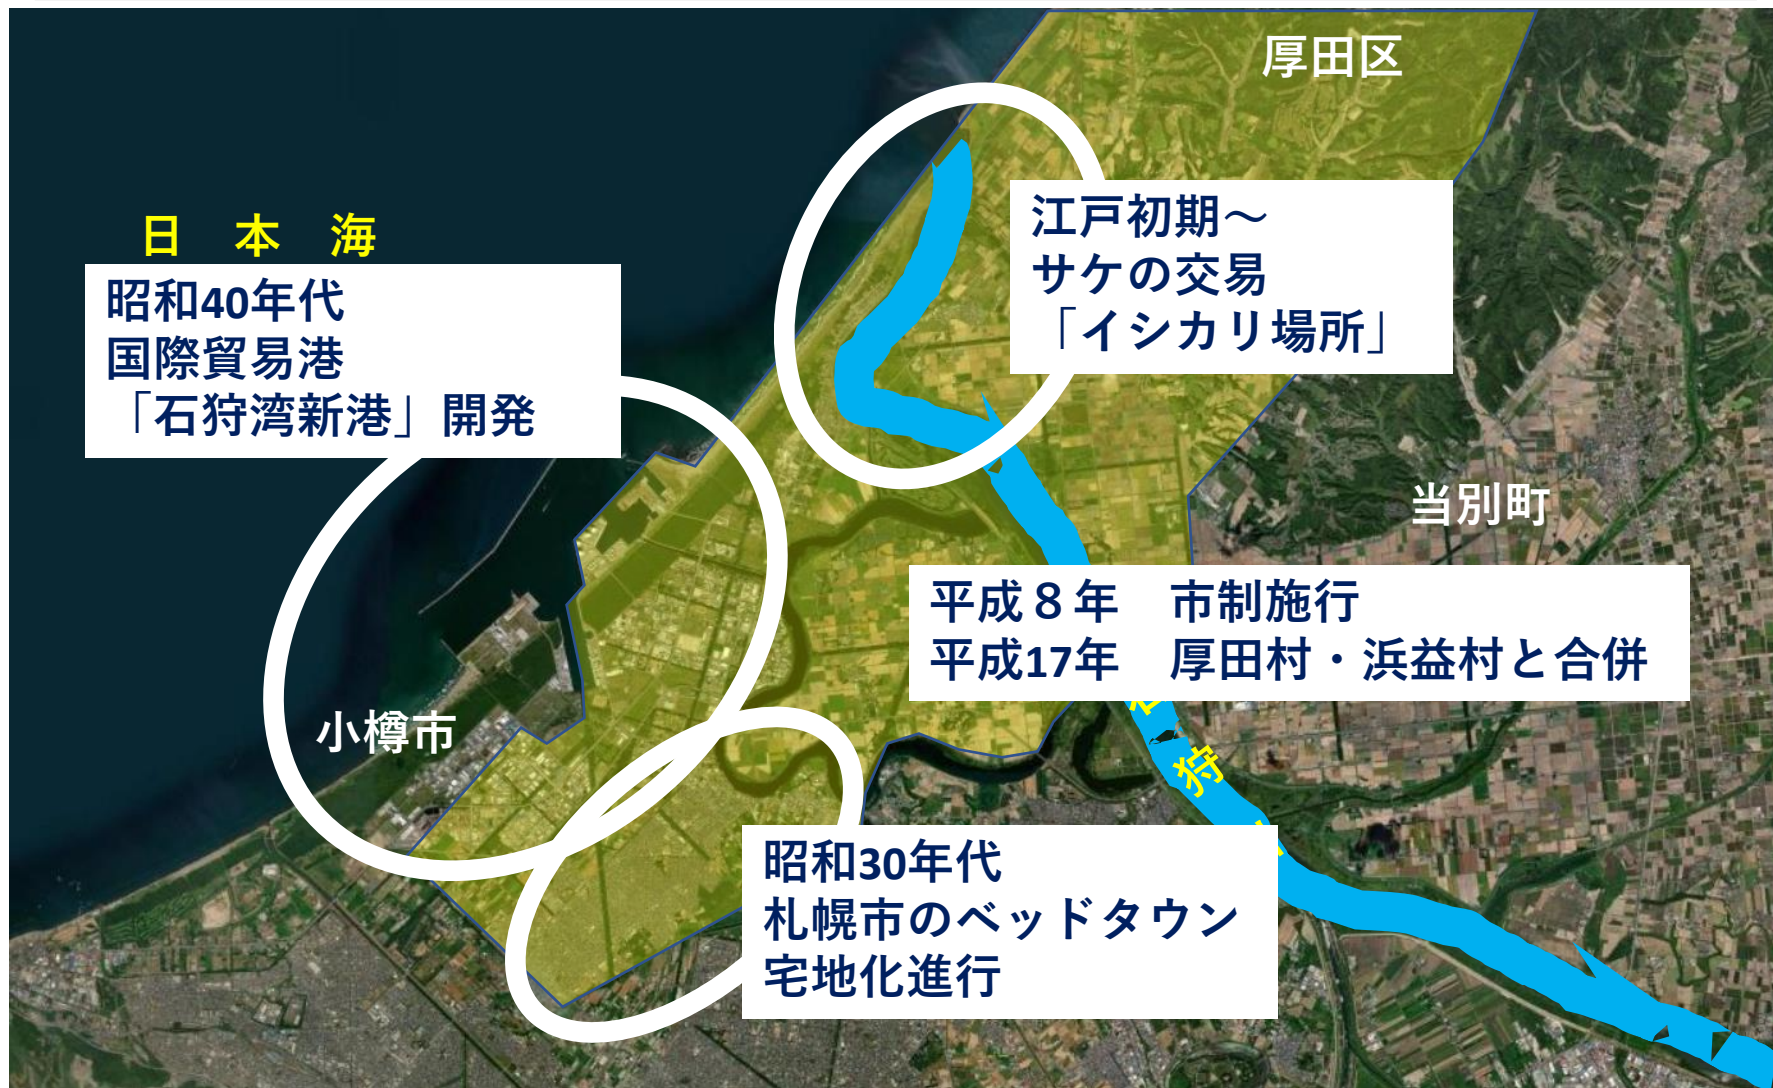 厚田区
日　本　海
江戸初期～
サケの交易
「イシカリ場所」
昭和40年代
国際貿易港
「石狩湾新港」開発
当別町
平成８年　市制施行
平成17年　厚田村・浜益村と合併
小樽市
狩
昭和30年代
札幌市のベッドタウン
宅地化進行